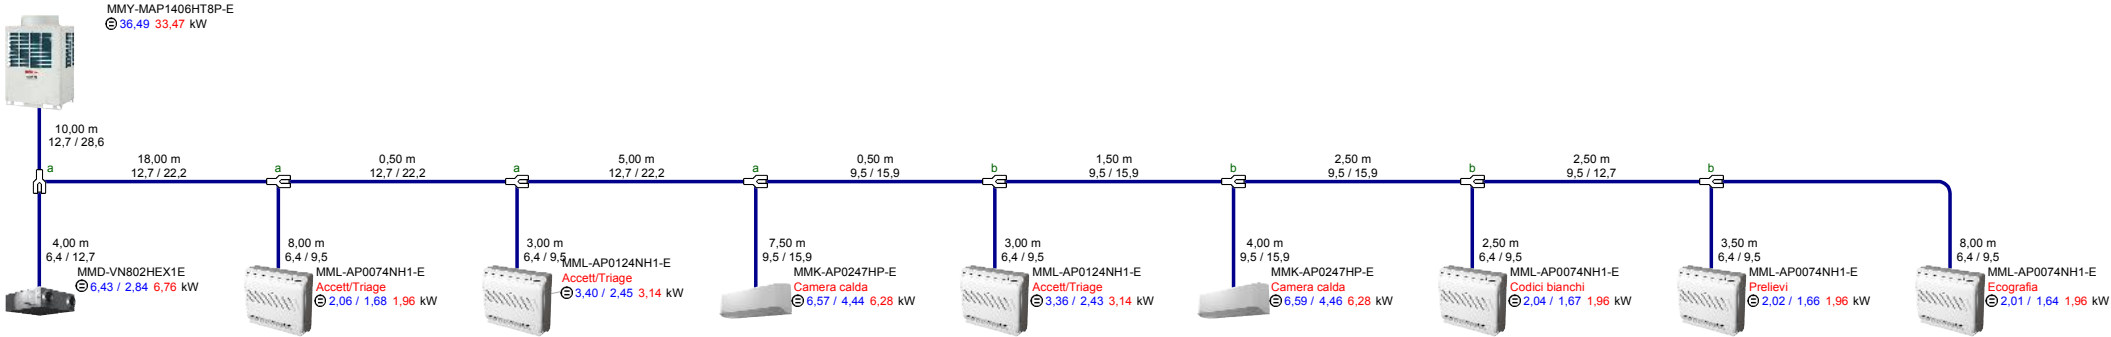 MMY-MAP1406HT8P-E
36,49 33,47 kW
10,00 m
12,7 / 28,6
a
18,00 m
12,7 / 22,2
a
0,50 m
12,7 / 22,2
a
5,00 m
12,7 / 22,2
a
0,50 m
9,5 / 15,9
b
1,50 m
9,5 / 15,9
b
2,50 m
9,5 / 15,9
b
2,50 m
9,5 / 12,7
b
4,00 m
6,4 / 12,7
MMD-VN802HEX1E
6,43 / 2,84 6,76 kW
8,00 m
6,4 / 9,5
MML-AP0074NH1-E
Accett/Triage
2,06 / 1,68 1,96 kW
3,00 m
6,4 / 9,5
MML-AP0124NH1-E
Accett/Triage
3,40 / 2,45 3,14 kW
7,50 m
9,5 / 15,9
MMK-AP0247HP-E
Camera calda
6,57 / 4,44 6,28 kW
3,00 m
6,4 / 9,5
MML-AP0124NH1-E
Accett/Triage
3,36 / 2,43 3,14 kW
4,00 m
9,5 / 15,9
MMK-AP0247HP-E
Camera calda
6,59 / 4,46 6,28 kW
2,50 m
6,4 / 9,5
MML-AP0074NH1-E
Codici bianchi
2,04 / 1,67 1,96 kW
3,50 m
6,4 / 9,5
MML-AP0074NH1-E
Prelievi
2,02 / 1,66 1,96 kW
8,00 m
6,4 / 9,5
MML-AP0074NH1-E
Ecografia
2,01 / 1,64 1,96 kW